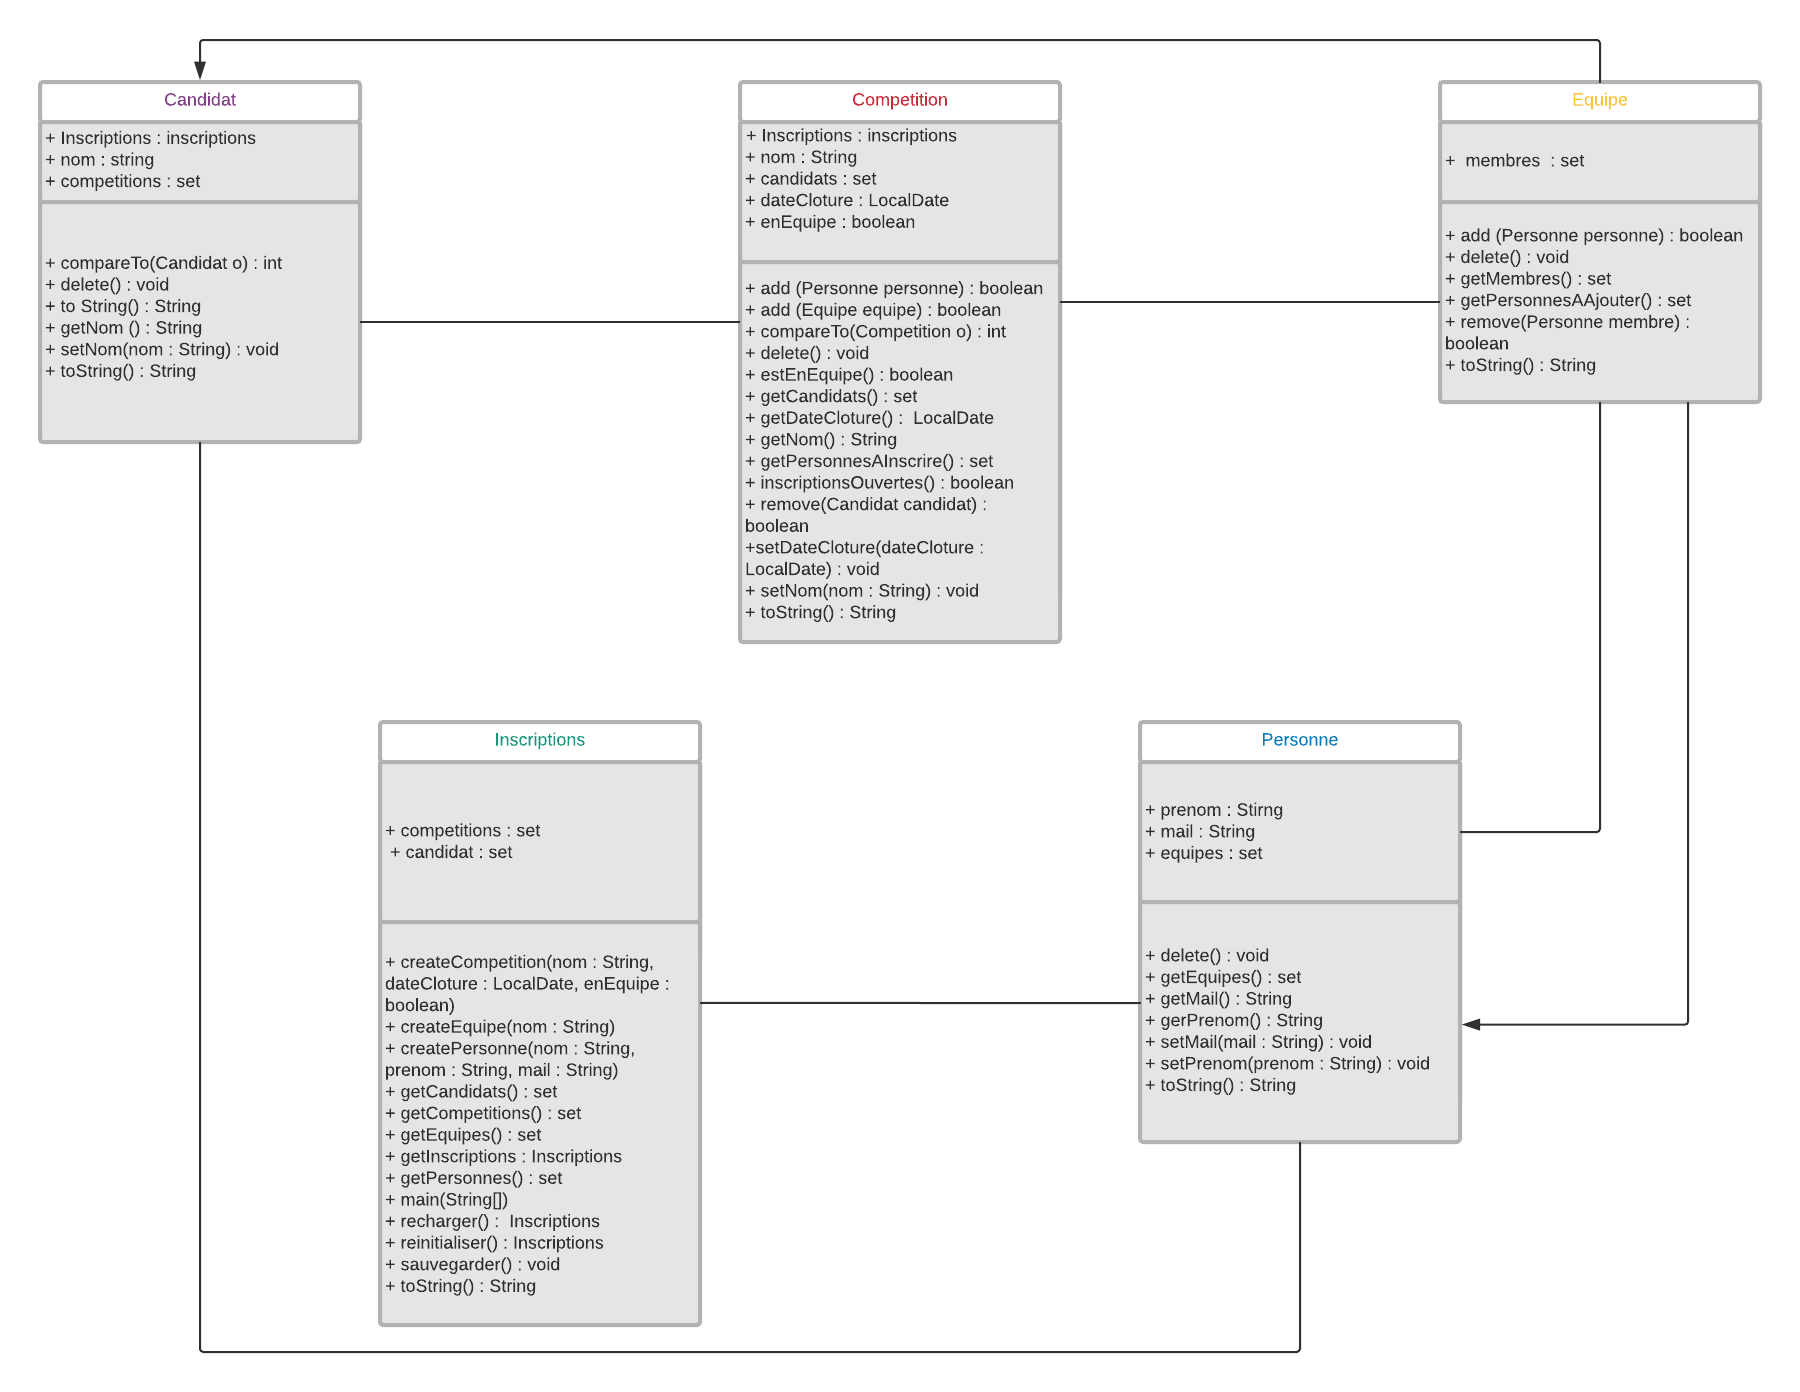 Candidat
+ Inscriptions : inscriptions
+ nom : string
+ competitions : set
+ compareTo(Candidat o) : int
+ delete() : void
+ to String() : String
+ getNom () : String
+ setNom(nom : String) : void
+ toString() : String
Competition
+ Inscriptions : inscriptions
+ nom : String
+ candidats : set
+ dateCloture : LocalDate
+ enEquipe : boolean
+ add (Personne personne) : boolean
+ add (Equipe equipe) : boolean
+ compareTo(Competition o) : int
+ delete() : void
+ estEnEquipe() : boolean
+ getCandidats() : set
+ getDateCloture() :  LocalDate
+ getNom() : String
+ getPersonnesAInscrire() : set
+ inscriptionsOuvertes() : boolean
+ remove(Candidat candidat) :
boolean
+setDateCloture(dateCloture :
LocalDate) : void
+ setNom(nom : String) : void
+ toString() : String
Equipe
+  membres  : set
+ add (Personne personne) : boolean
+ delete() : void
+ getMembres() : set
+ getPersonnesAAjouter() : set
+ remove(Personne membre) :
boolean
+ toString() : String
Inscriptions
+ competitions : set
+ candidat : set
+ createCompetition(nom : String,
dateCloture : LocalDate, enEquipe :
boolean)
+ createEquipe(nom : String)
+ createPersonne(nom : String,
prenom : String, mail : String)
+ getCandidats() : set
+ getCompetitions() : set
+ getEquipes() : set
+ getInscriptions : Inscriptions
+ getPersonnes() : set
+ main(String[])
+ recharger() :  Inscriptions
+ reinitialiser() : Inscriptions
+ sauvegarder() : void
+ toString() : String
Personne
+ prenom : Stirng
+ mail : String
+ equipes : set
+ delete() : void
+ getEquipes() : set
+ getMail() : String
+ gerPrenom() : String
+ setMail(mail : String) : void
+ setPrenom(prenom : String) : void
+ toString() : String